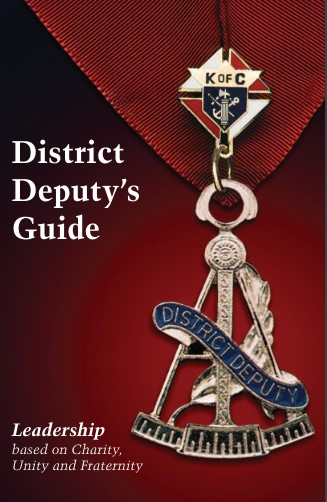 K OF C
District
Deputy's
Guide
DISTRICT DEPUTY
Leadership
based on Charity,
Unity and Fraternity